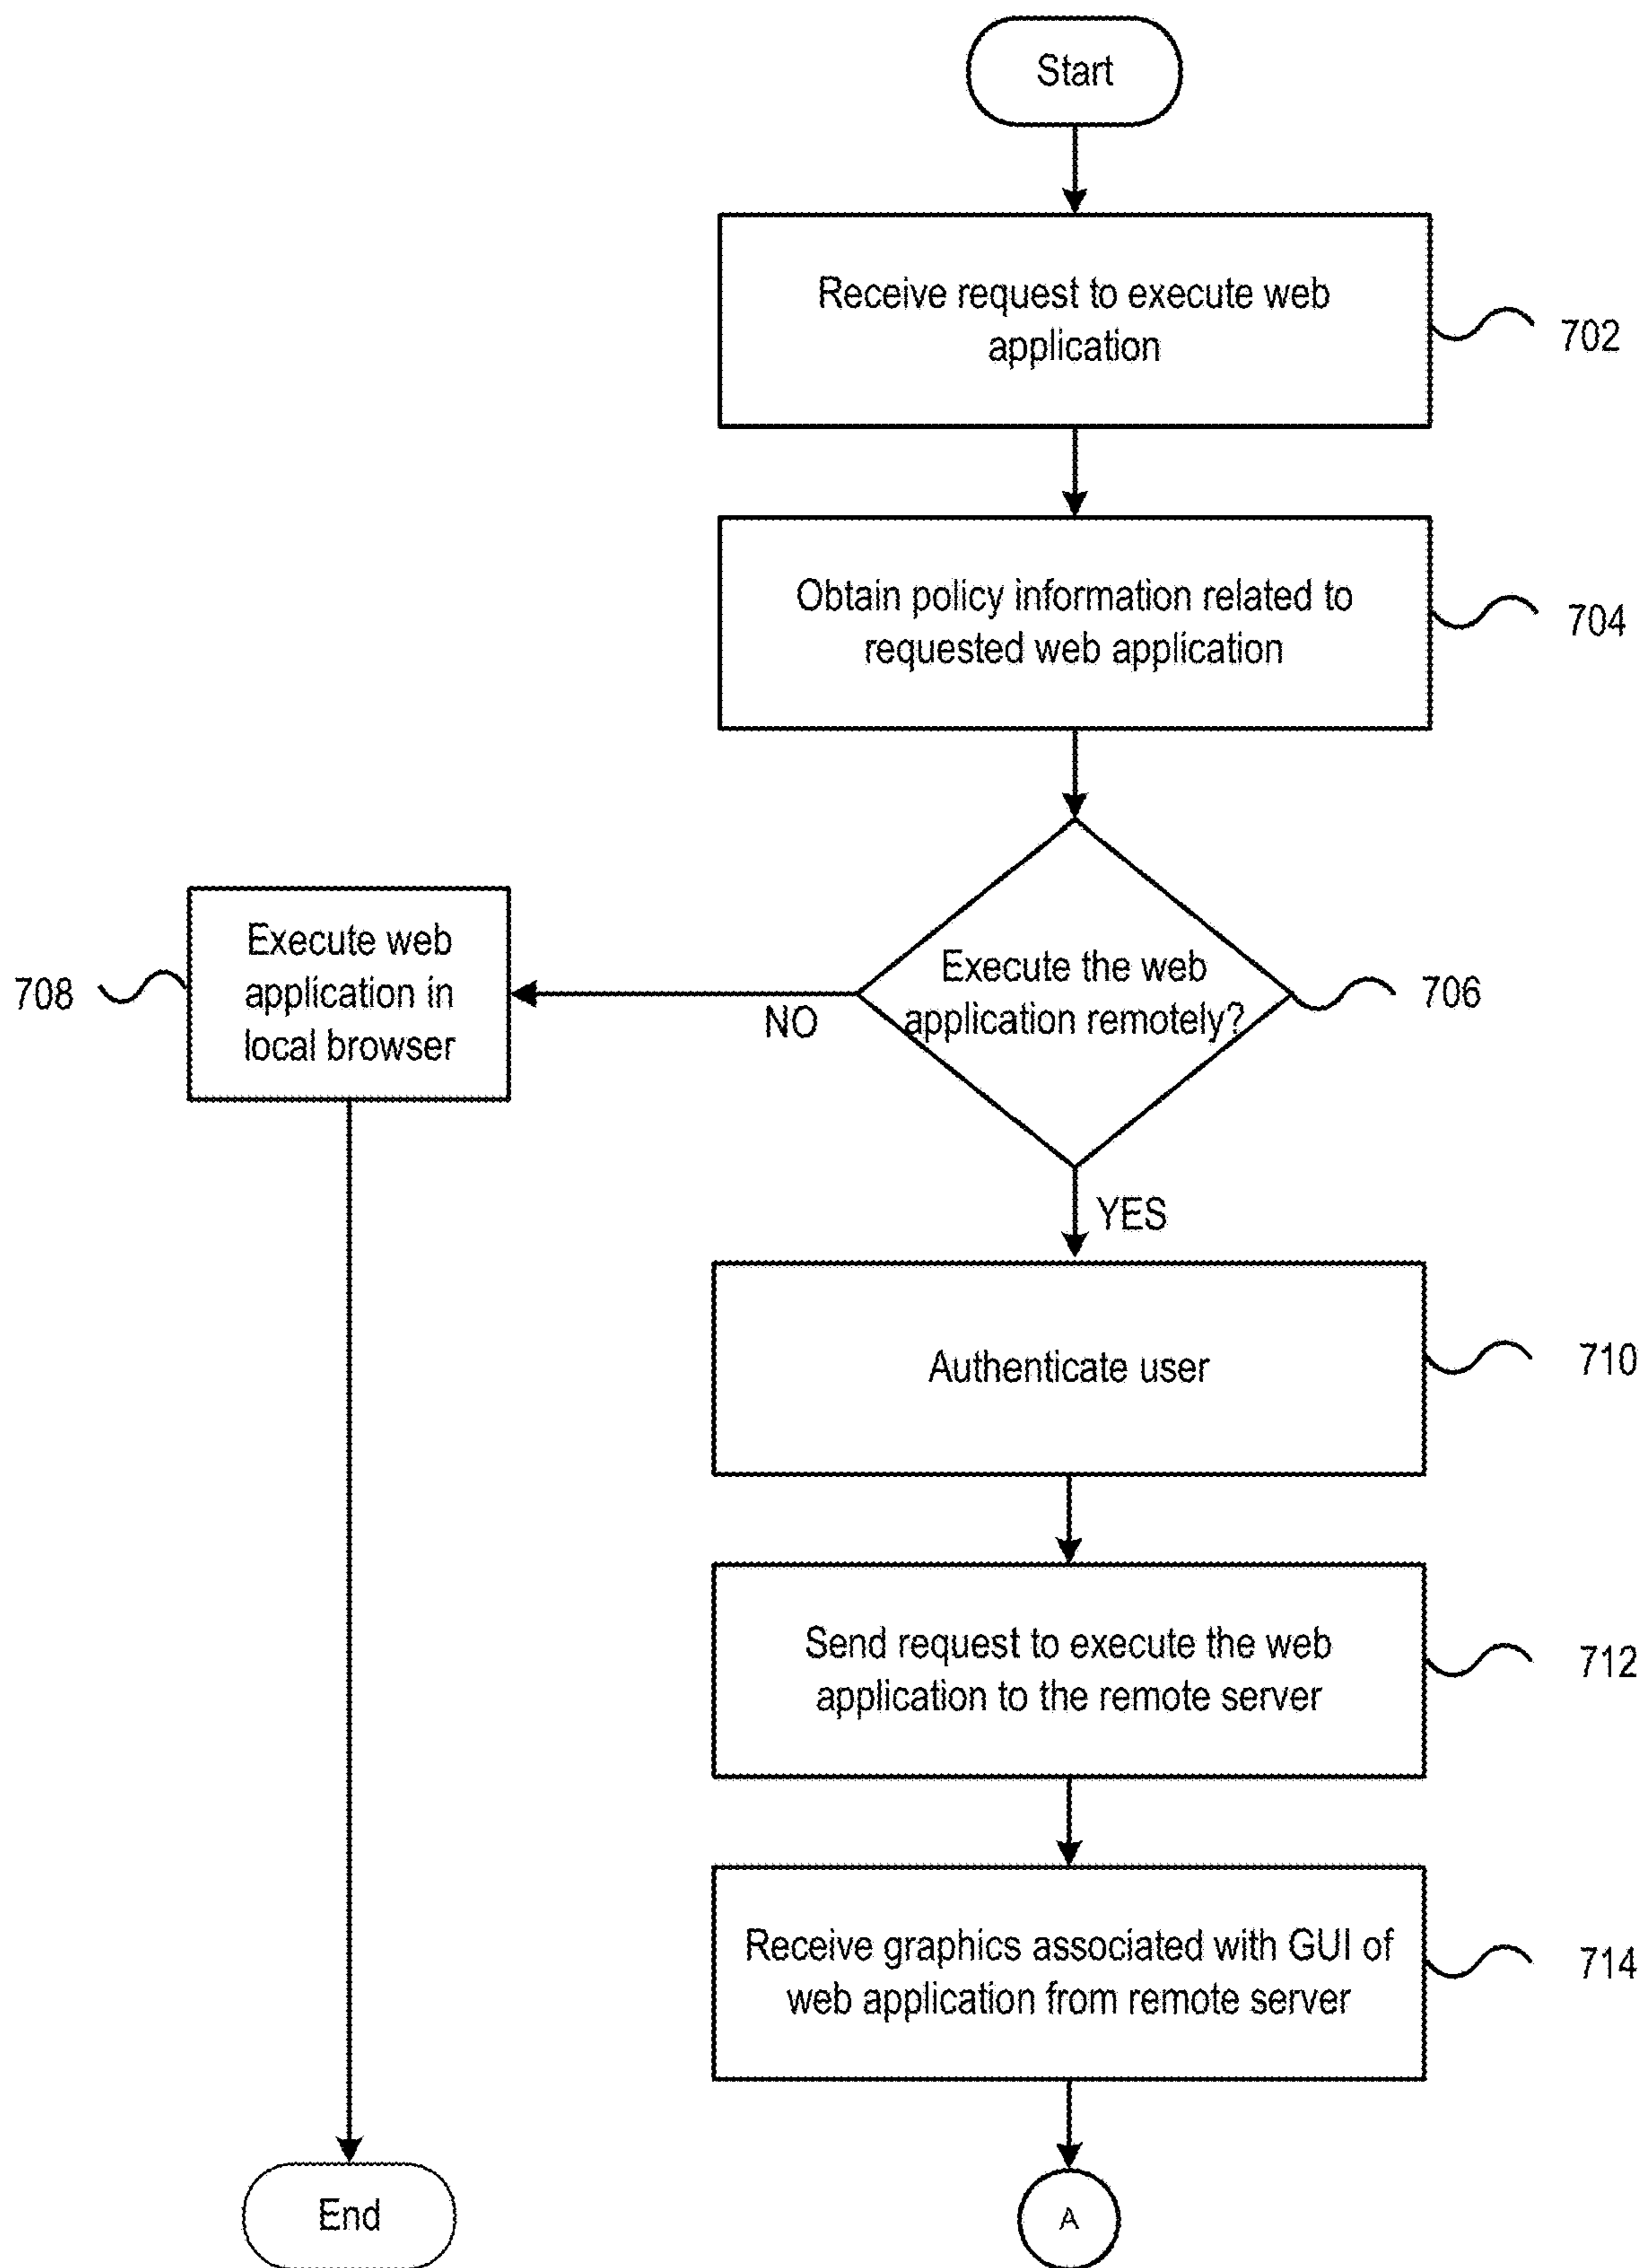 Start
Receive request to execute web
application
702
Obtain policy information related to
requested web application
704
Execute the web
application remotely?
706
NO
Execute web
application in
local browser
708
YES
Authenticate user
710
Send request to execute the web
application to the remote server
712
Receive graphics associated with GUI of
web application from remote server
714
End
A